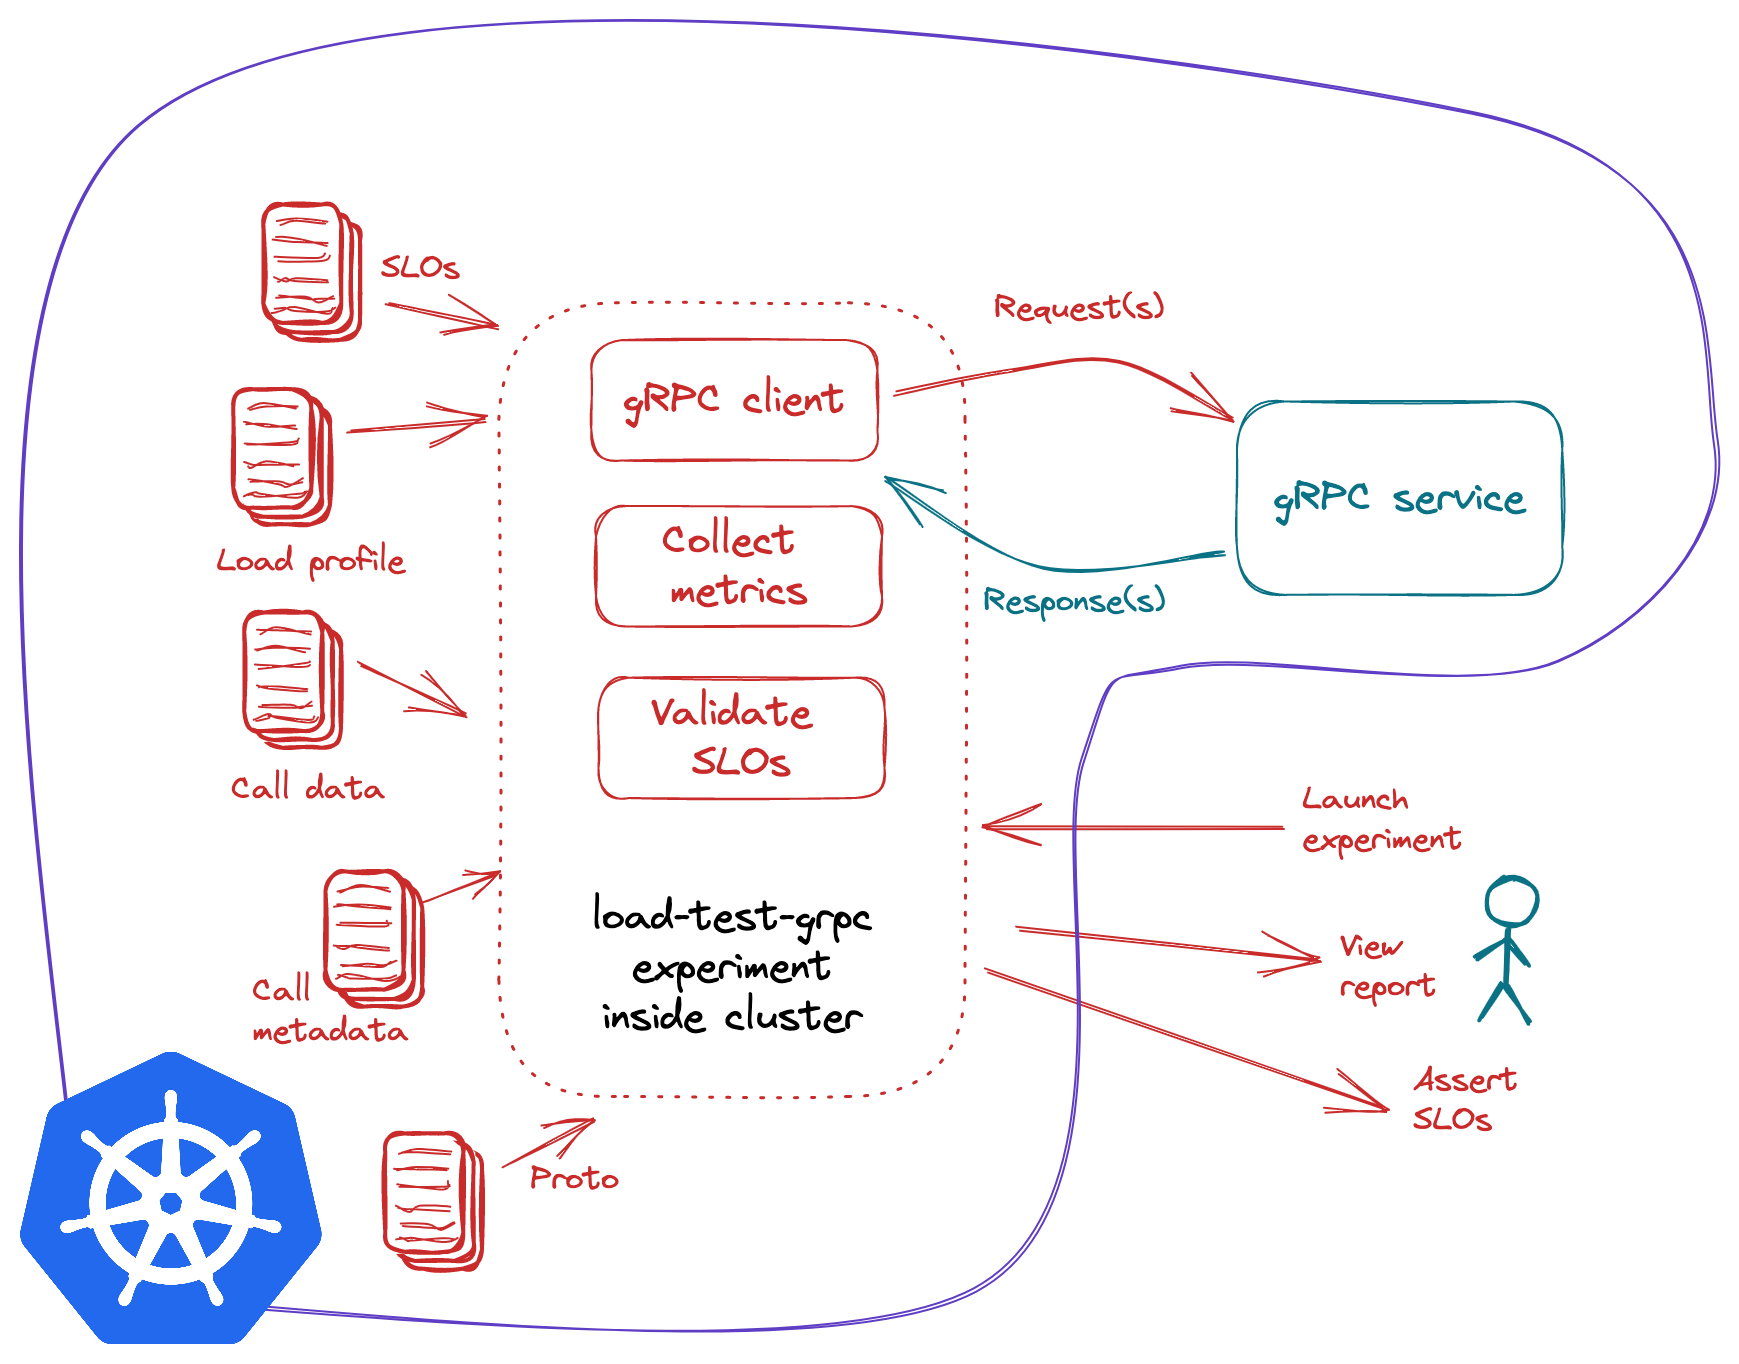 SLOs
Load profile
Call data
Call
metadata
Proto
gRPC client
Collect
metrics
Validate
SLOs
load-test-grpc
experiment
inside cluster
Request(s)
gRPC service
Response(s)
Launch
experiment
View
report
Assert
SLOs